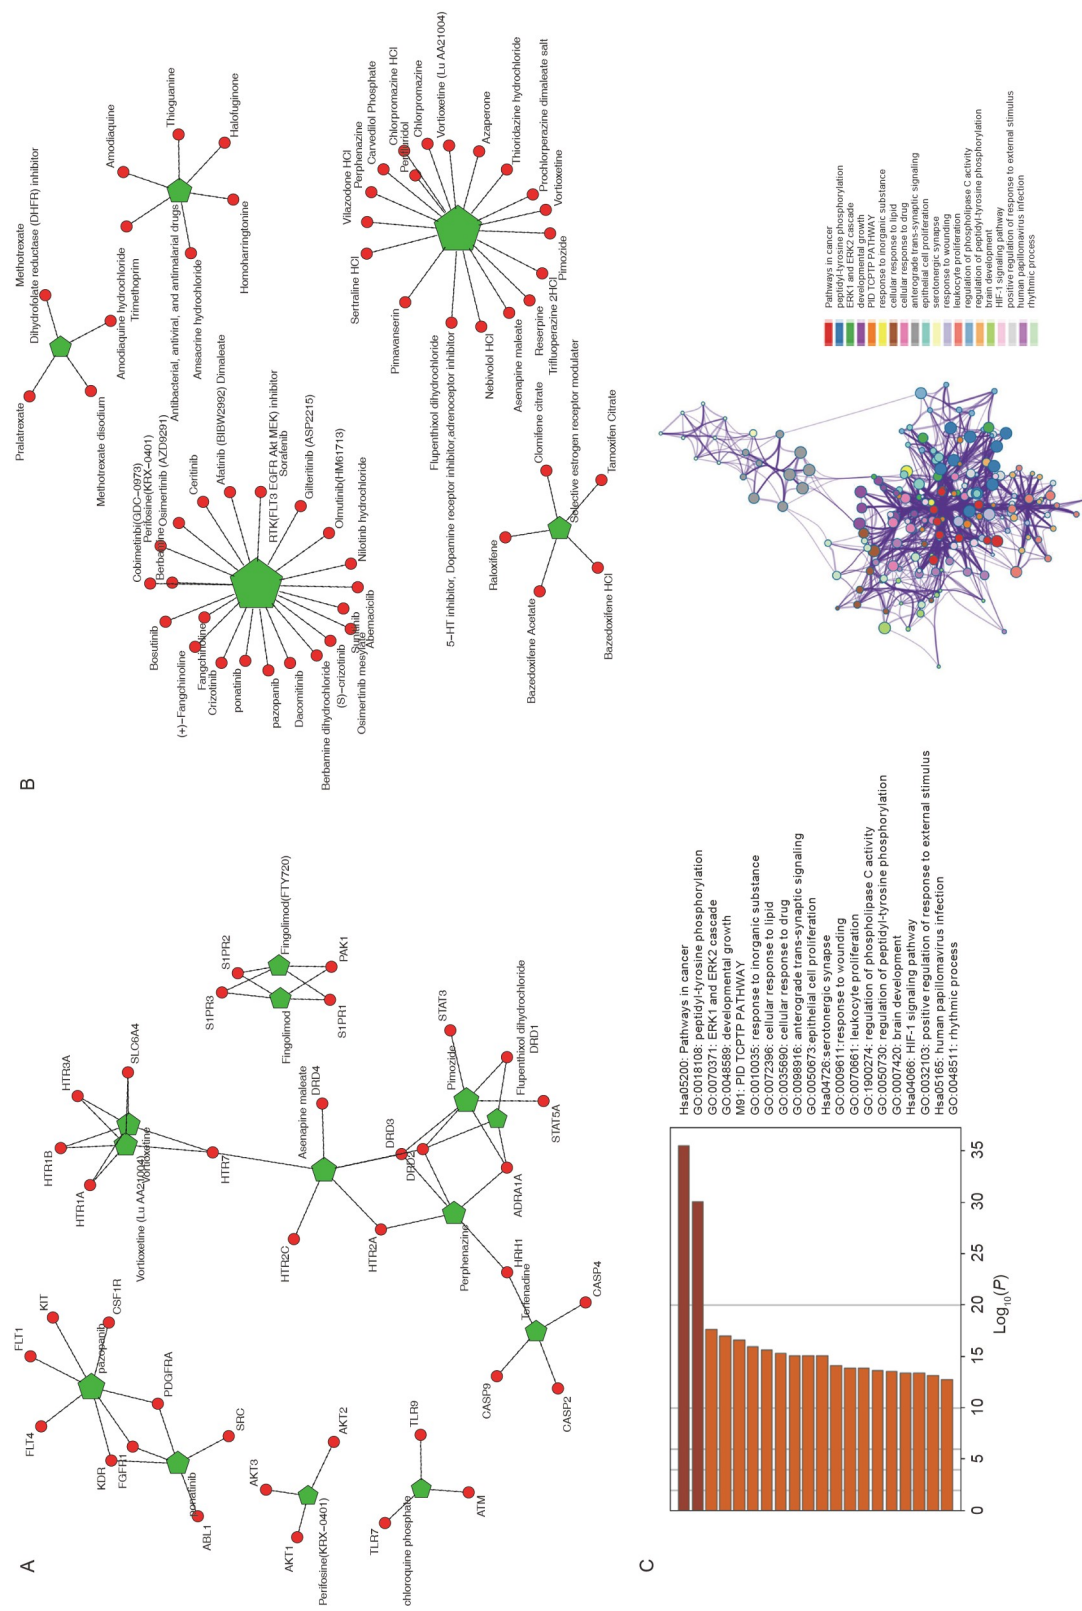 A
FLT4
FLT1
KIT
pazopanib
CSF1R
PDGFRA
KDR
FGFR1
ponatinib
SRC
ABL1
HTR1A
HTR1B
HTR3A
SLC6A4
Vortioxetine (Lu AA21004)
Vortioxetine
HTR7
S1PR3
S1PR2
Fingolimod
Fingolimod(FTY720)
S1PR1
PAK1
AKT1
AKT3
AKT2
Perifosine(KRX−0401)
TLR7
TLR9
chloroquine phosphate
ATM
HTR2C
Asenapine maleate
DRD4
HTR2A
DRD2
DRD3
Pimozide
STAT3
Perphenazine
Flupenthixol dihydrochloride
DRD1
ADRA1A
STAT5A
HRH1
Terfenadine
CASP9
CASP2
CASP4
B
Pralatrexate
Methotrexate
Dihydrofolate reductase (DHFR) inhibitor
Methotrexate disodium
Trimethoprim
Amodiaquine hydrochloride
Amodiaquine
Thioguanine
Antibacterial, antiviral, and antimalarial drugs
Amsacrine hydrochloride
Halofuginone
Homoharringtonine
Cobimetinib(GDC−0973)
Perifosine(KRX−0401)
Berbamine
Osimertinib (AZD9291)
Ceritinib
Afatinib (BIBW2992) Dimaleate
RTK(FLT3 EGFR Akt MEK) inhibitor
Sorafenib
Gilteritinib (ASP2215)
Olmutinib(HM61713)
Nilotinib hydrochloride
Bosutinib
(+)−Fangchinoline
Fangchinoline
Crizotinib
ponatinib
pazopanib
Dacomitinib
Berbamine dihydrochloride
(S)−crizotinib
Osimertinib mesylate
Sunitinib
Abemaciclib
Sertraline HCl
Vilazodone HCl
Perphenazine
Carvedilol Phosphate
Penfluridol
Chlorpromazine HCl
Chlorpromazine
Vortioxetine (Lu AA21004)
Azaperone
Thioridazine hydrochloride
Prochlorperazine dimaleate salt
Vortioxetine
Pimozide
Trifluoperazine 2HCl
Reserpine
Asenapine maleate
Nebivolol HCl
Flupenthixol dihydrochloride
Pimavanserin
5−HT inhibitor, Dopamine receptor inhibitor,adrenoceptor inhibitor
Raloxifene
Clomifene citrate
Selective estrogen receptor modulater
Tamoxifen Citrate
Bazedoxifene Acetate
Bazedoxifene HCl
C
Hsa05200: Pathways in cancer
GO:0018108: peptidyl-tyrosine phosphorylation
GO:0070371: ERK1 and ERK2 cascade
GO:0048589: developmental growth
M91: PID TCPTP PATHWAY
GO:0010035: response to inorganic substance
GO:0072396: cellular response to lipid
GO:0035690: cellular response to drug
GO:0098916: anterograde trans-synaptic signaling
GO:0050673:epithelial cell proliferation
Hsa04726:serotonergic synapse
GO:0009611:response to wounding
GO:0070661: leukocyte proliferation
GO:1900274: regulation of phospholipase C activity
GO:0050730: regulation of peptidyl-tyrosine phosphorylation
GO:0007420: brain development
Hsa04066: HIF-1 signaling pathway
GO:0032103: positive regulation of response to external stimulus
Hsa05165: human papillomavirus infection
GO:0048511: rhythmic process
0 5 10 15 20 25 30 35
Log10(P)
Pathways in cancer
peptidyl-tyrosine phosphorylation
ERK1 and ERK2 cascade
developmental growth
PID TCPTP PATHWAY
response to inorganic substance
cellular response to lipid
cellular response to drug
anterograde trans-synaptic signaling
epithelial cell proliferation
serotonergic synapse
response to wounding
leukocyte proliferation
regulation of phospholipase C activity
regulation of peptidyl-tyrosine phosphorylation
brain development
HIF-1 signaling pathway
positive regulation of response to external stimulus
human papillomavirus infection
rhythmic process